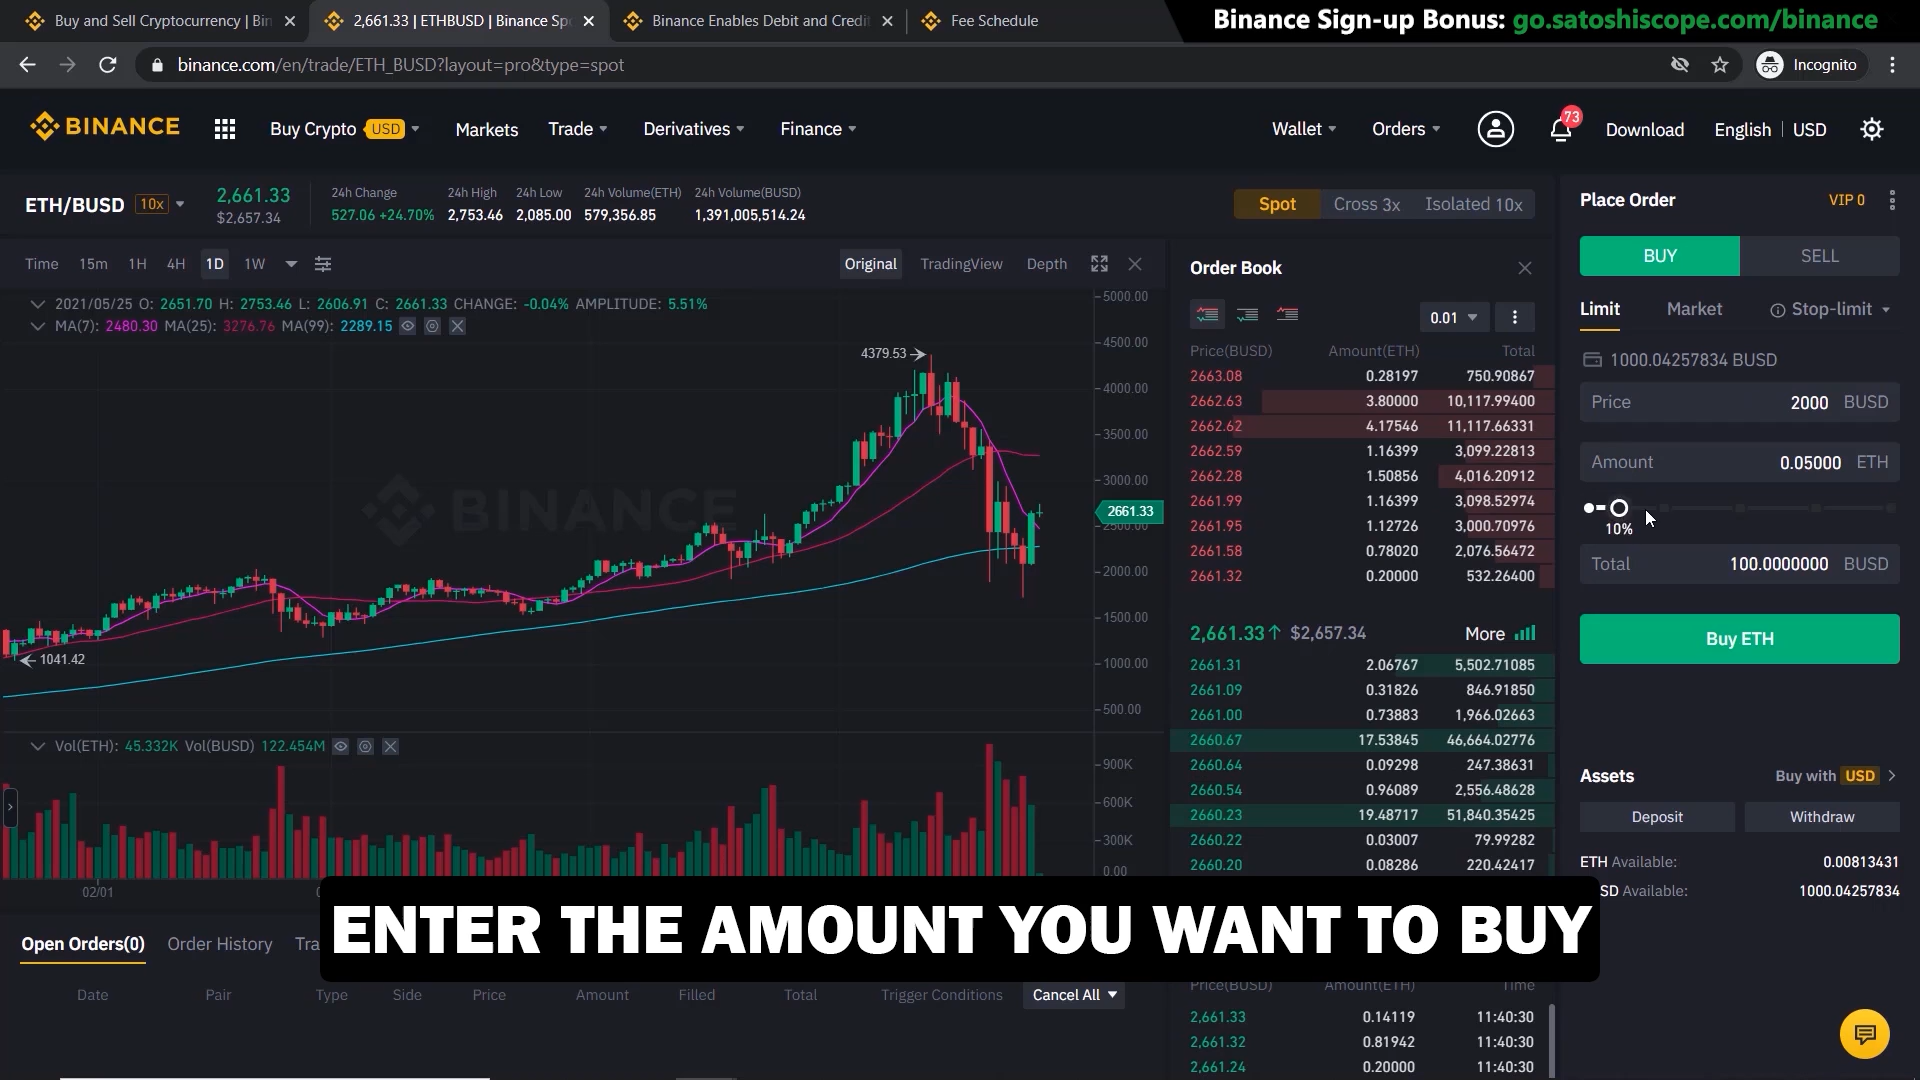 Buy and Sell Cryptocurrency | Bin
2,661.33 | ETHBUSD | Binance Sp
Binance Enables Debit and Credit
Fee Schedule
Binance Sign-up Bonus: go.satoshiscope.com/binance
binance.com/en/trade/ETH_BUSD?layout=pro&type=spot
Incognito
BINANCE
Buy Crypto USD
Markets
Trade
Derivatives
Finance
Wallet
Orders
73
Download
English
USD
ETH/BUSD 10x
2,661.33
$2,657.34
24h Change
527.06 +24.70%
24h High
2,753.46
24h Low
2,085.00
24h Volume(ETH)
579,356.85
24h Volume(BUSD)
1,391,005,514.24
Spot Cross 3x Isolated 10x
Time 15m 1H 4H 1D 1W
Original TradingView Depth
2021/05/25 O: 2651.70 H: 2753.46 L: 2606.91 C: 2661.33 CHANGE: -0.04% AMPLITUDE: 5.51%
MA(7): 2480.30 MA(25): 3276.76 MA(99): 2289.15
5000.00
4500.00
4000.00
3500.00
3000.00
2661.33
2500.00
2000.00
1500.00
1000.00
500.00
4379.53
1041.42
BINANCE
Vol(ETH): 45.332K Vol(BUSD) 122.454M
900K
600K
300K
0.00
02/01
Order Book
0.01
Price(BUSD) Amount(ETH) Total
2663.08 0.28197 750.90867
2662.63 3.80000 10,117.99400
2662.62 4.17546 11,117.66331
2662.59 1.16399 3,099.22813
2662.28 1.50856 4,016.20912
2661.99 1.16399 3,098.52974
2661.95 1.12726 3,000.70976
2661.58 0.78020 2,076.56472
2661.32 0.20000 532.26400
2,661.33 $2,657.34 More
2661.31 2.06767 5,502.71085
2661.09 0.31826 846.91850
2661.00 0.73883 1,966.02663
2660.67 17.53845 46,664.02776
2660.64 0.09298 247.38631
2660.54 0.96089 2,556.48628
2660.23 19.48717 51,840.35425
2660.22 0.03007 79.99282
2660.20 0.08286 220.42417
Place Order
VIP 0
BUY SELL
Limit Market Stop-limit
1000.04257834 BUSD
Price 2000 BUSD
Amount 0.05000 ETH
10%
Total 100.0000000 BUSD
Buy ETH
Assets
Buy with USD
Deposit Withdraw
ETH Available: 0.00813431
SD Available: 1000.04257834
ENTER THE AMOUNT YOU WANT TO BUY
Open Orders(0) Order History Tra
Date Pair Type Side Price Amount Filled Total Trigger Conditions Cancel All
Price(BUSD) Amount(ETH) Time
2,661.33 0.14119 11:40:30
2,661.32 0.81942 11:40:30
2,661.24 0.20000 11:40:30